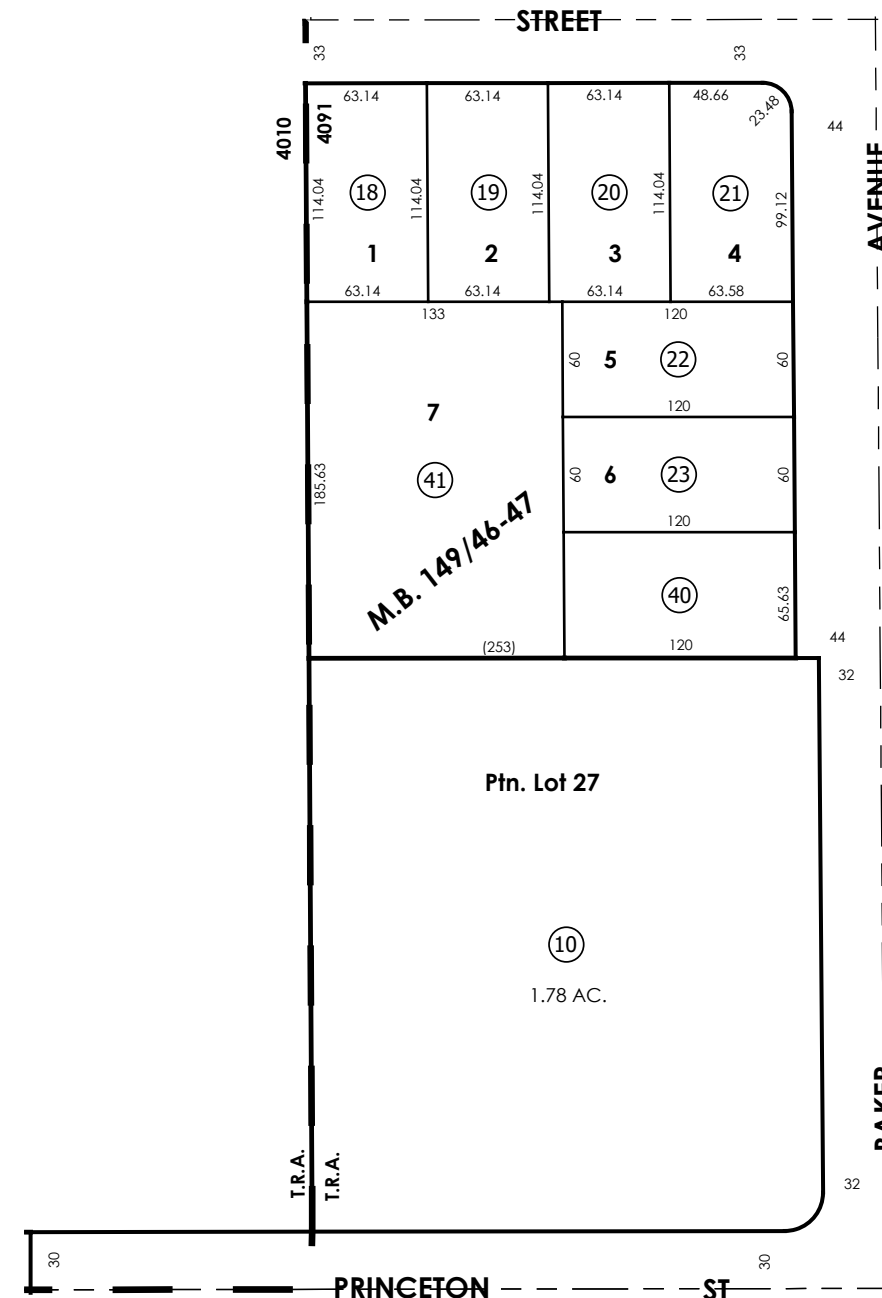 STREET
33 33
63.14 63.14 63.14 48.66 23.48
4010 4091
44
114.04 18 114.04 19 114.04 20 114.04 21 99.12
AVENUE
1 2 3 4
63.14 63.14 63.14 63.58
133 120
60 5 22 60
120
7
41
185.63
60 6 23 60
120
M.B. 149/46-47
40 65.63
44
(253) 120
32
Ptn. Lot 27
10
1.78 AC.
BAKER
T.R.A. T.R.A.
32
30 30
PRINCETON ST